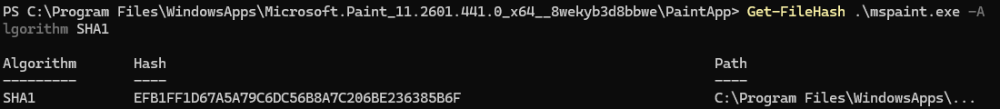 PS C:\Program Files\WindowsApps\Microsoft.Paint_11.2601.441.0_x64__8wekyb3d8bbwe\PaintApp> Get-FileHash .\mspaint.exe -A
lgorithm SHA1
Algorithm Hash Path
--------- ---- ----
SHA1 EFB1FF1D67A5A79C6DC56B8A7C206BE236385B6F C:\Program Files\WindowsApps\...